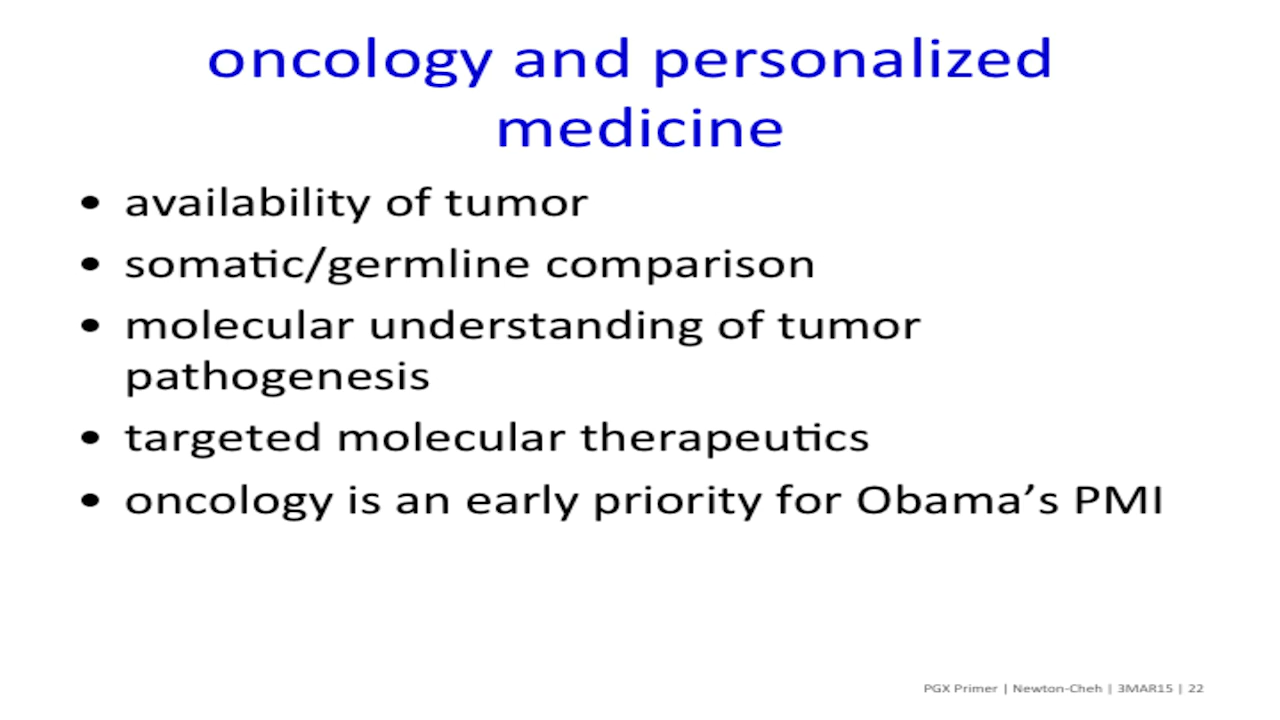 oncology and personalized
medicine
• availability of tumor
• somatic/germline comparison
• molecular understanding of tumor
pathogenesis
• targeted molecular therapeutics
• oncology is an early priority for Obama’s PMI
PGX Primer | Newton-Cheh | 3MAR15 | 22